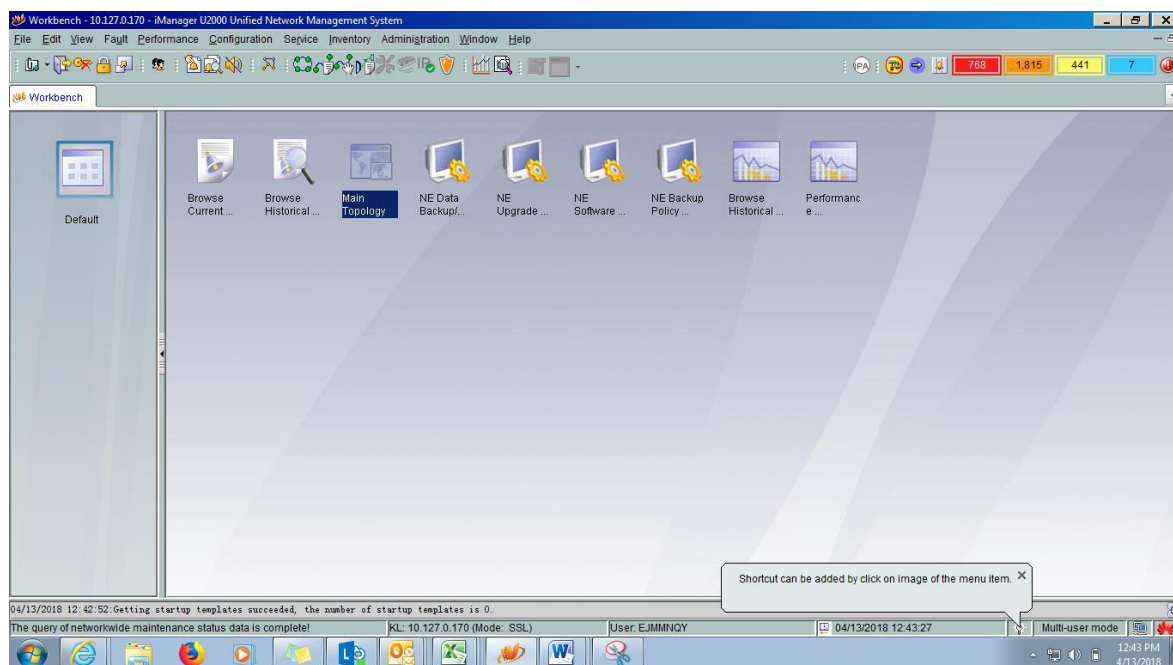 Workbench - 10.127.0.170 - iManager U2000 Unified Network Management System
File Edit View Fault Performance Configuration Service Inventory Administration Window Help
PA 768 1,815 441 7
Workbench
Default
Browse
Current ...
Browse
Historical ...
Main
Topology
NE Data
Backup/...
NE
Upgrade ...
NE
Software ...
NE Backup
Policy ...
Browse
Historical ...
Performanc
e ...
Shortcut can be added by click on image of the menu item.
04/13/2018 12:42:52:Getting startup templates succeeded, the number of startup templates is 0.
The query of networkwide maintenance status data is complete! KL: 10.127.0.170 (Mode: SSL) User: EJMMNQY 04/13/2018 12:43:27 Multi-user mode
12:43 PM
4/13/2018